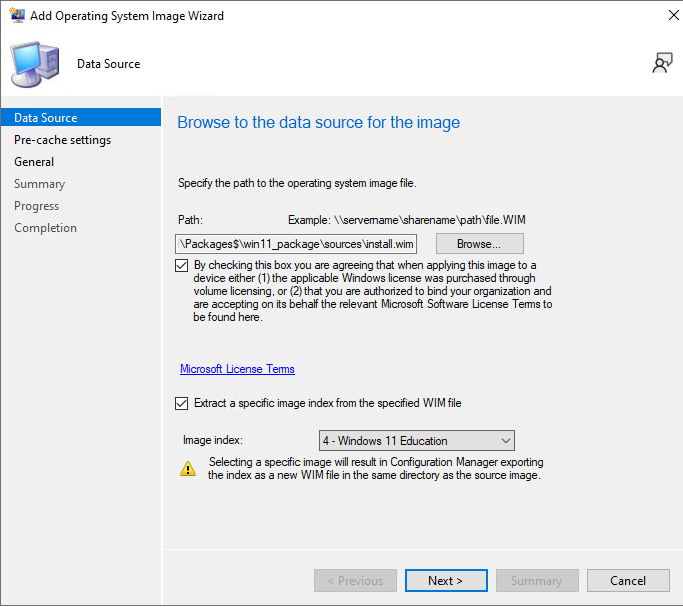 Add Operating System Image Wizard
Data Source
Data Source
Pre-cache settings
General
Summary
Progress
Completion
Browse to the data source for the image
Specify the path to the operating system image file.
Path:
Example: \\servername\sharename\path\file.WIM
\Packages$\win11_package\sources\install.wim
Browse...
By checking this box you are agreeing that when applying this image to a
device either (1) the applicable Windows license was purchased through
volume licensing, or (2) that you are authorized to bind your organization and
are accepting on its behalf the relevant Microsoft Software License Terms to
be found here.
Microsoft License Terms
Extract a specific image index from the specified WIM file
Image index:
4 - Windows 11 Education
Selecting a specific image will result in Configuration Manager exporting
the index as a new WIM file in the same directory as the source image.
< Previous
Next >
Summary
Cancel